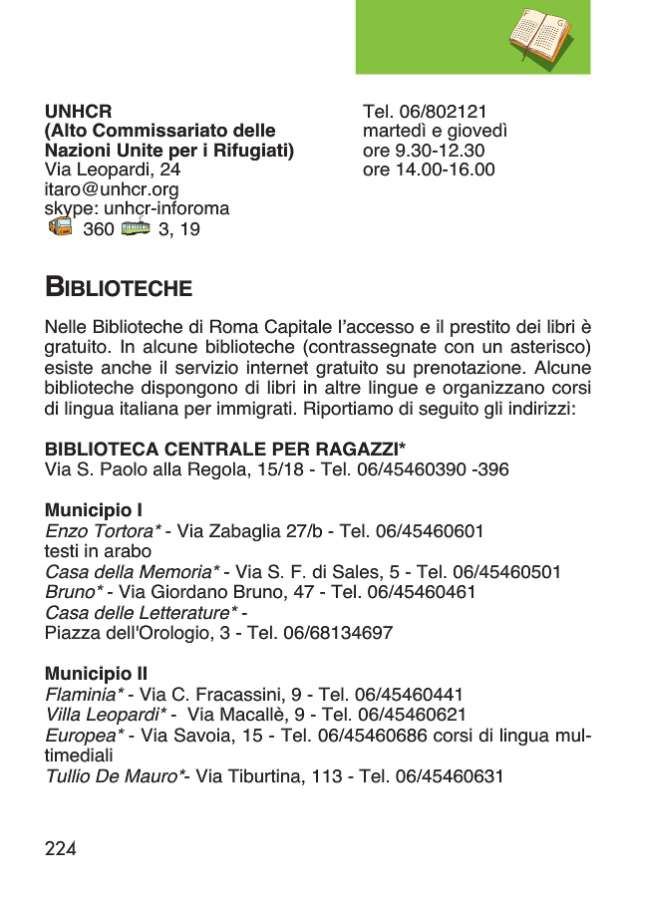 UNHCR
(Alto Commissariato delle
Nazioni Unite per i Rifugiati)
Via Leopardi, 24
itaro@unhcr.org
skype: unhcr-inforoma
360 3, 19
Tel. 06/802121
martedì e giovedì
ore 9.30-12.30
ore 14.00-16.00
BIBLIOTECHE
Nelle Biblioteche di Roma Capitale l'accesso e il prestito dei libri è
gratuito. In alcune biblioteche (contrassegnate con un asterisco)
esiste anche il servizio internet gratuito su prenotazione. Alcune
biblioteche dispongono di libri in altre lingue e organizzano corsi
di lingua italiana per immigrati. Riportiamo di seguito gli indirizzi:
BIBLIOTECA CENTRALE PER RAGAZZI*
Via S. Paolo alla Regola, 15/18 - Tel. 06/45460390 -396
Municipio I
Enzo Tortora* - Via Zabaglia 27/b - Tel. 06/45460601
testi in arabo
Casa della Memoria* - Via S. F. di Sales, 5 - Tel. 06/45460501
Bruno* - Via Giordano Bruno, 47 - Tel. 06/45460461
Casa delle Letterature* -
Piazza dell'Orologio, 3 - Tel. 06/68134697
Municipio II
Flaminia* - Via C. Fracassini, 9 - Tel. 06/45460441
Villa Leopardi* - Via Macallè, 9 - Tel. 06/45460621
Europea* - Via Savoia, 15 - Tel. 06/45460686 corsi di lingua mul-
timediali
Tullio De Mauro*- Via Tiburtina, 113 - Tel. 06/45460631
224